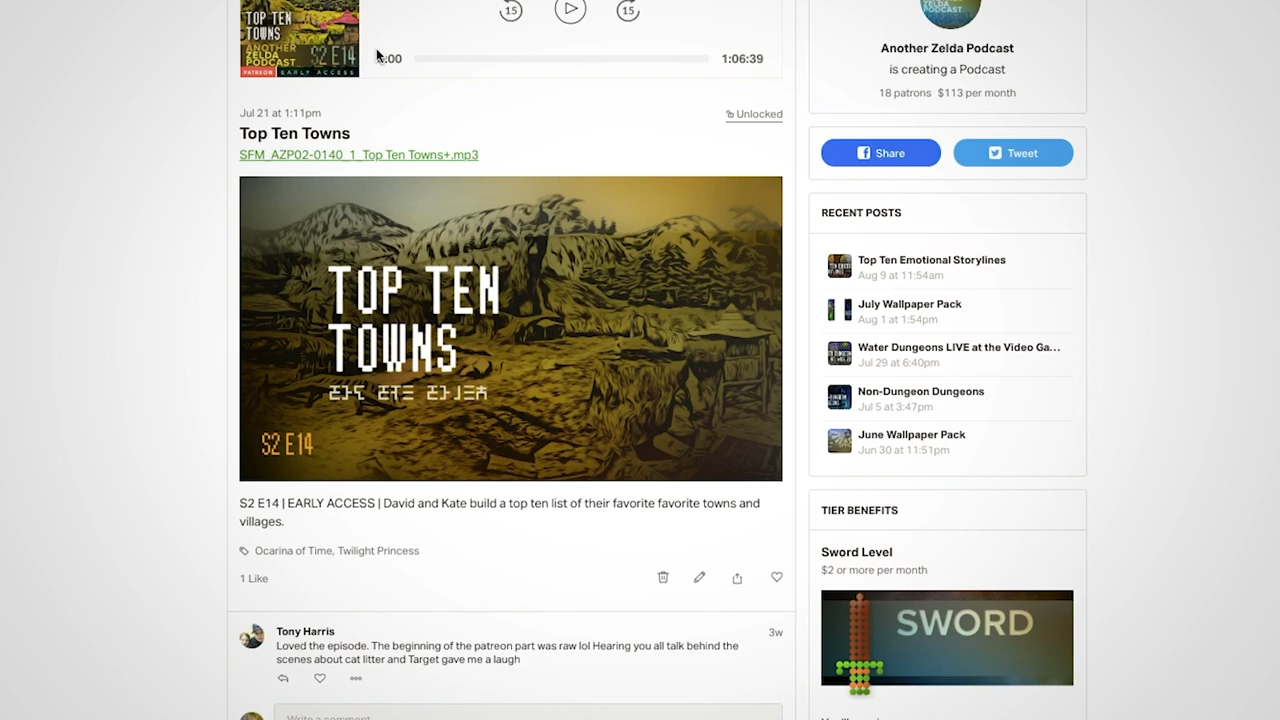 TOP TEN
TOWNS
ANOTHER
ZELDA
PODCAST
S2 E14
PATREON
EARLY ACCESS
15
15
:00
1:06:39
Jul 21 at 1:11pm
Unlocked
Top Ten Towns
SFM_AZP02-0140_1_Top Ten Towns+.mp3
TOP TEN
TOWNS
S2 E14
S2 E14 | EARLY ACCESS | David and Kate build a top ten list of their favorite favorite towns and
villages.
Ocarina of Time, Twilight Princess
1 Like
Tony Harris
3w
Loved the episode. The beginning of the patreon part was raw lol Hearing you all talk behind the
scenes about cat litter and Target gave me a laugh
Write a comment
ZELDA
PODCAST
Another Zelda Podcast
is creating a Podcast
18 patrons $113 per month
Share
Tweet
RECENT POSTS
Top Ten Emotional Storylines
Aug 9 at 11:54am
July Wallpaper Pack
Aug 1 at 1:54pm
Water Dungeons LIVE at the Video Ga...
Jul 29 at 6:40pm
Non-Dungeon Dungeons
Jul 5 at 3:47pm
June Wallpaper Pack
Jun 30 at 11:51pm
TIER BENEFITS
Sword Level
$2 or more per month
SWORD